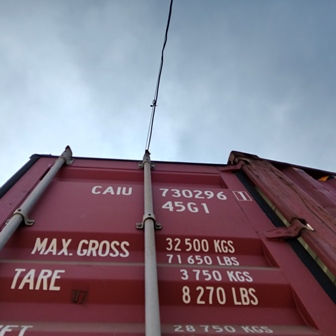 CAIU 730296 1
45G1
MAX. GROSS 32 500 KGS
71 650 LBS
TARE 3 750 KGS
8 270 LBS
28 750 KGS